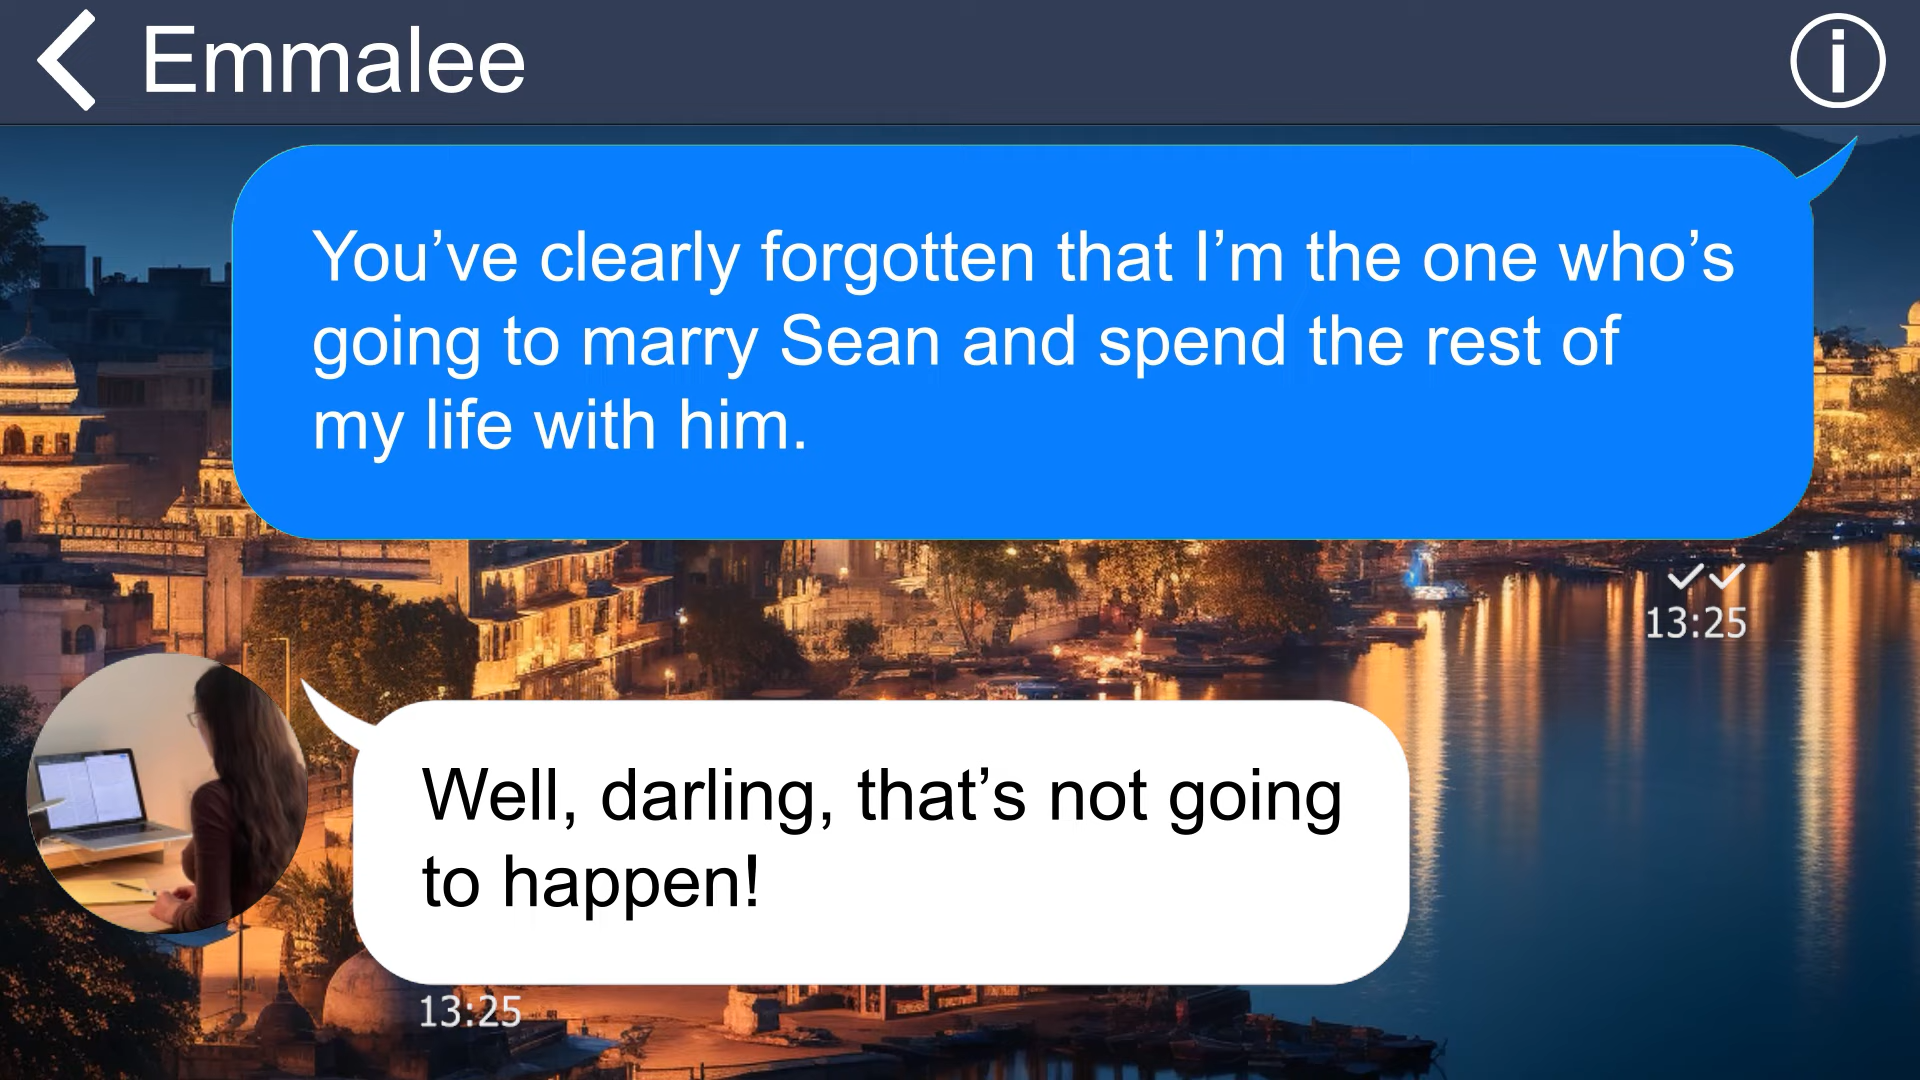 Emmalee
You’ve clearly forgotten that I’m the one who’s
going to marry Sean and spend the rest of
my life with him.
13:25
Well, darling, that’s not going
to happen!
13:25